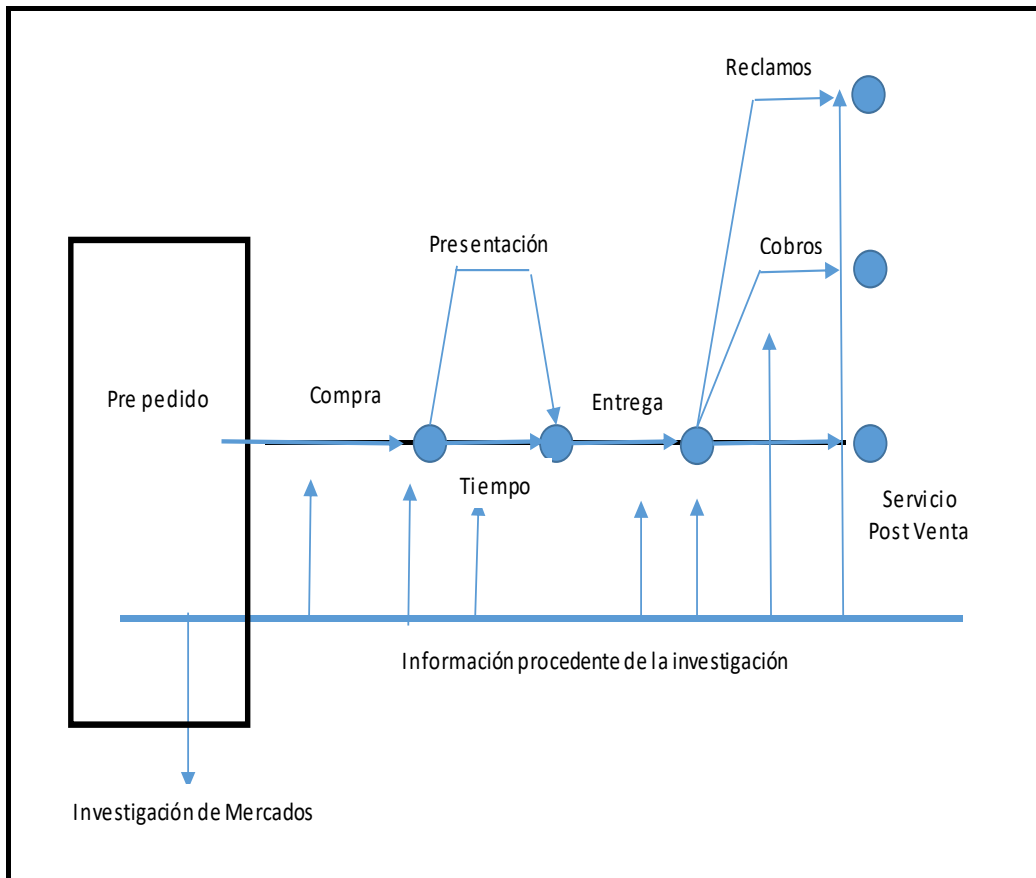 Reclamos
Presentación
Cobros
Pre pedido
Compra
Entrega
Tiempo
Servicio
Post Venta
Información procedente de la investigación
Investigación de Mercados